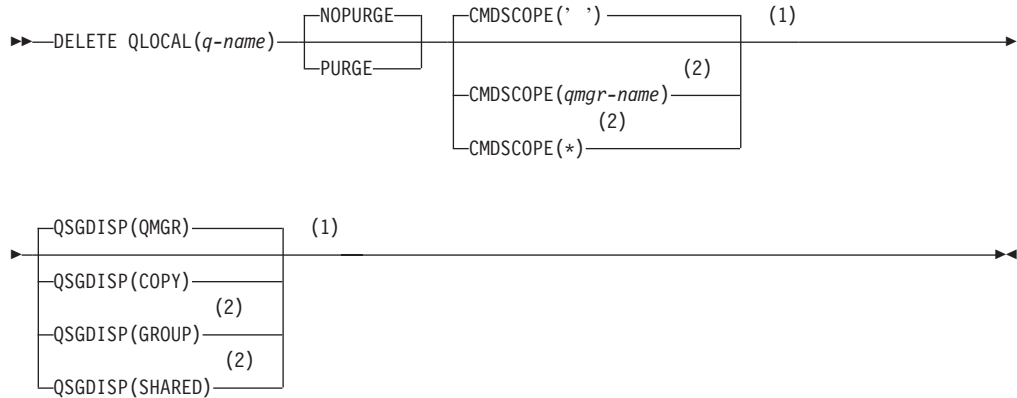 NOPURGE CMDSCOPE(’ ’) (1)
DELETE QLOCAL(q-name)
PURGE (2)
CMDSCOPE(qmgr-name)
(2)
CMDSCOPE(*)
QSGDISP(QMGR) (1)
QSGDISP(COPY)
(2)
QSGDISP(GROUP)
(2)
QSGDISP(SHARED)